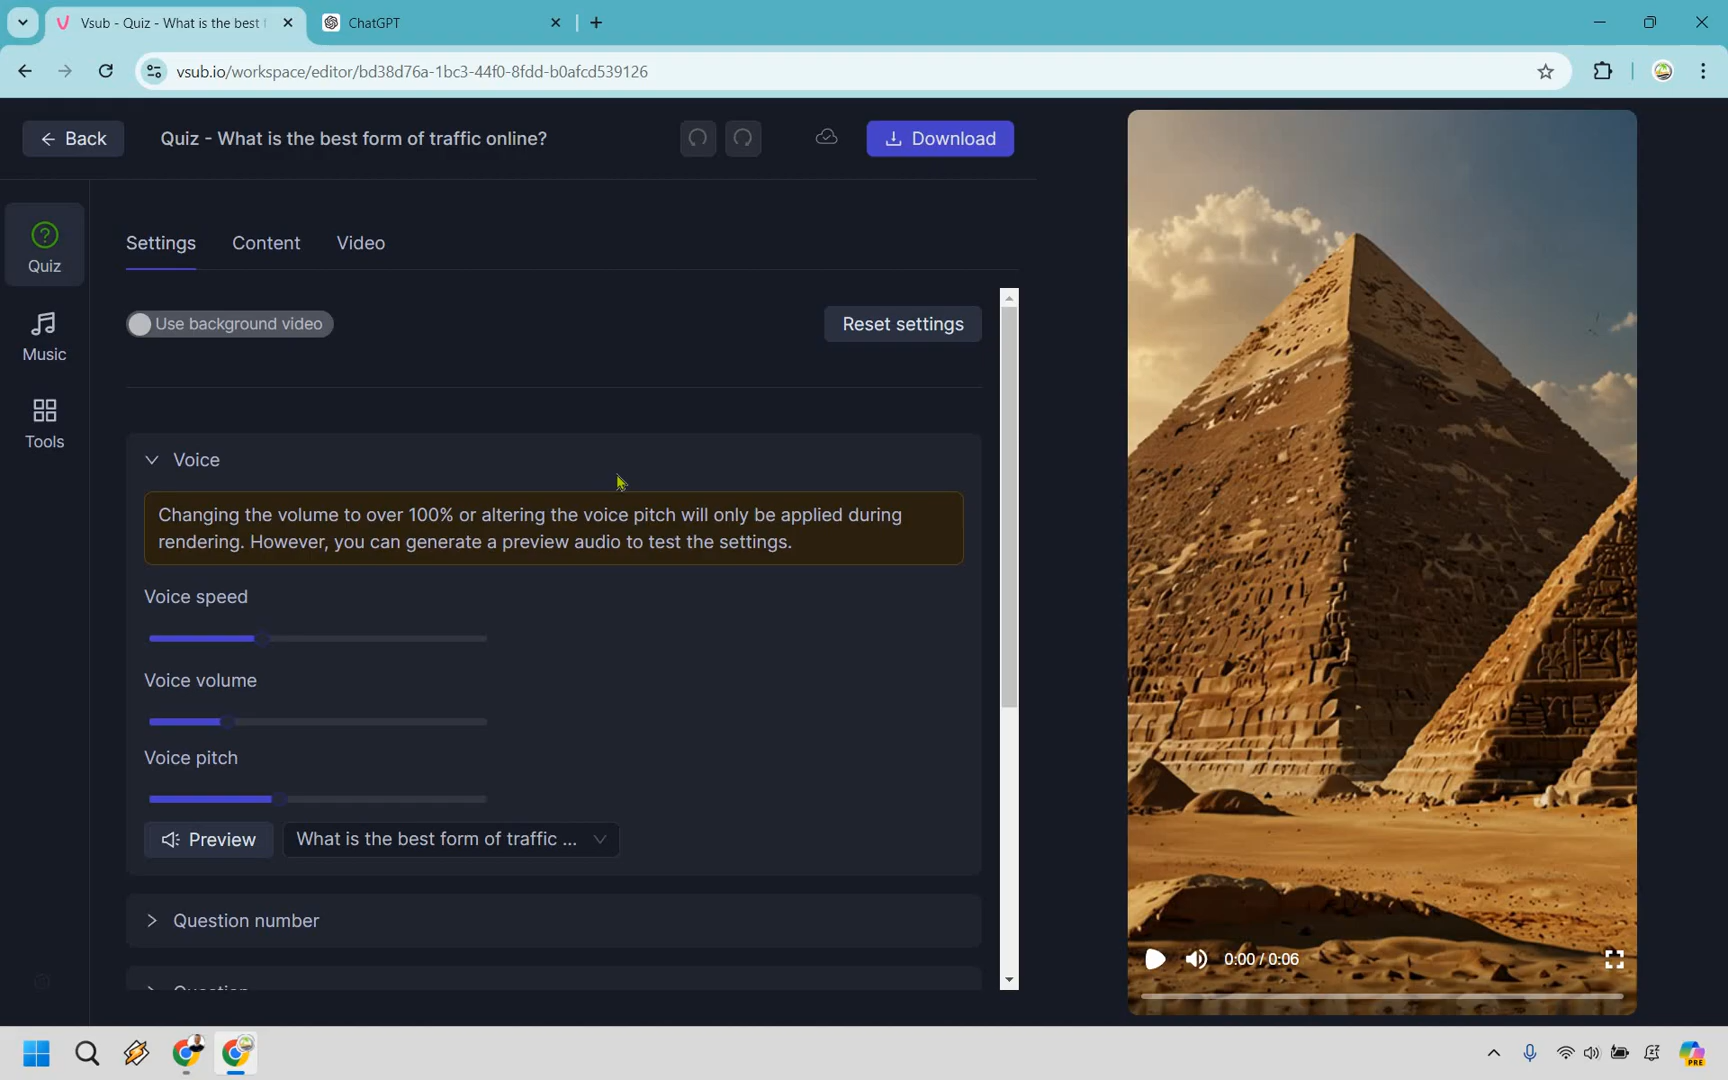 Vsub - Quiz - What is the best
ChatGPT
vsub.io/workspace/editor/bd38d76a-1bc3-44f0-8fdd-b0afcd539126
Back
Quiz - What is the best form of traffic online?
Download
Quiz
Music
Tools
Settings
Content
Video
Use background video
Reset settings
Voice
Changing the volume to over 100% or altering the voice pitch will only be applied during
rendering. However, you can generate a preview audio to test the settings.
Voice speed
Voice volume
Voice pitch
Preview
What is the best form of traffic ...
Question number
Question
0:00 / 0:06
PRE